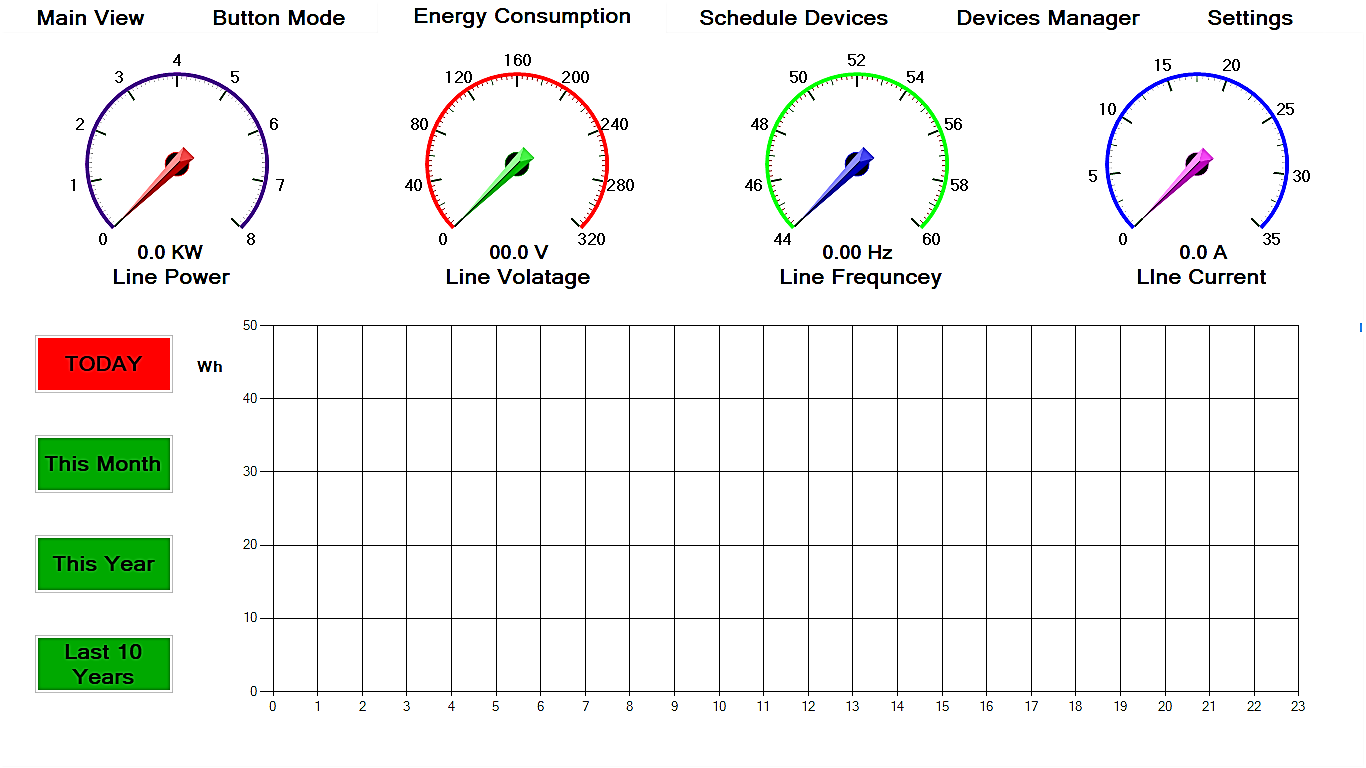 Main View Button Mode Energy Consumption Schedule Devices Devices Manager Settings
0 1 2 3 4 5 6 7 8
0.0 KW
Line Power
0 40 80 120 160 200 240 280 320
00.0 V
Line Volatage
44 46 48 50 52 54 56 58 60
0.00 Hz
Line Frequncey
0 5 10 15 20 25 30 35
0.0 A
LIne Current
TODAY
This Month
This Year
Last 10
Years
Wh
50
40
30
20
10
0
0 1 2 3 4 5 6 7 8 9 10 11 12 13 14 15 16 17 18 19 20 21 22 23